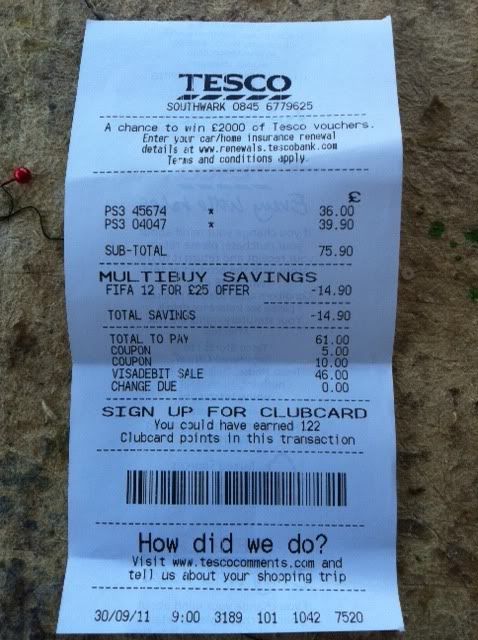 TESCO
SOUTHWARK 0845 6779625
A chance to win £2000 of Tesco vouchers.
Enter your car/home insurance renewal
details at www.renewals.tescobank.com
Terms and conditions apply.
£
PS3 45674 * 36.00
PS3 04047 * 39.90
SUB-TOTAL 75.90
MULTIBUY SAVINGS
FIFA 12 FOR £25 OFFER -14.90
TOTAL SAVINGS -14.90
TOTAL TO PAY 61.00
COUPON 5.00
COUPON 10.00
VISADEBIT SALE 46.00
CHANGE DUE 0.00
SIGN UP FOR CLUBCARD
You could have earned 122
Clubcard points in this transaction
How did we do?
Visit www.tescocomments.com and
tell us about your shopping trip
30/09/11 9:00 3189 101 1042 7520